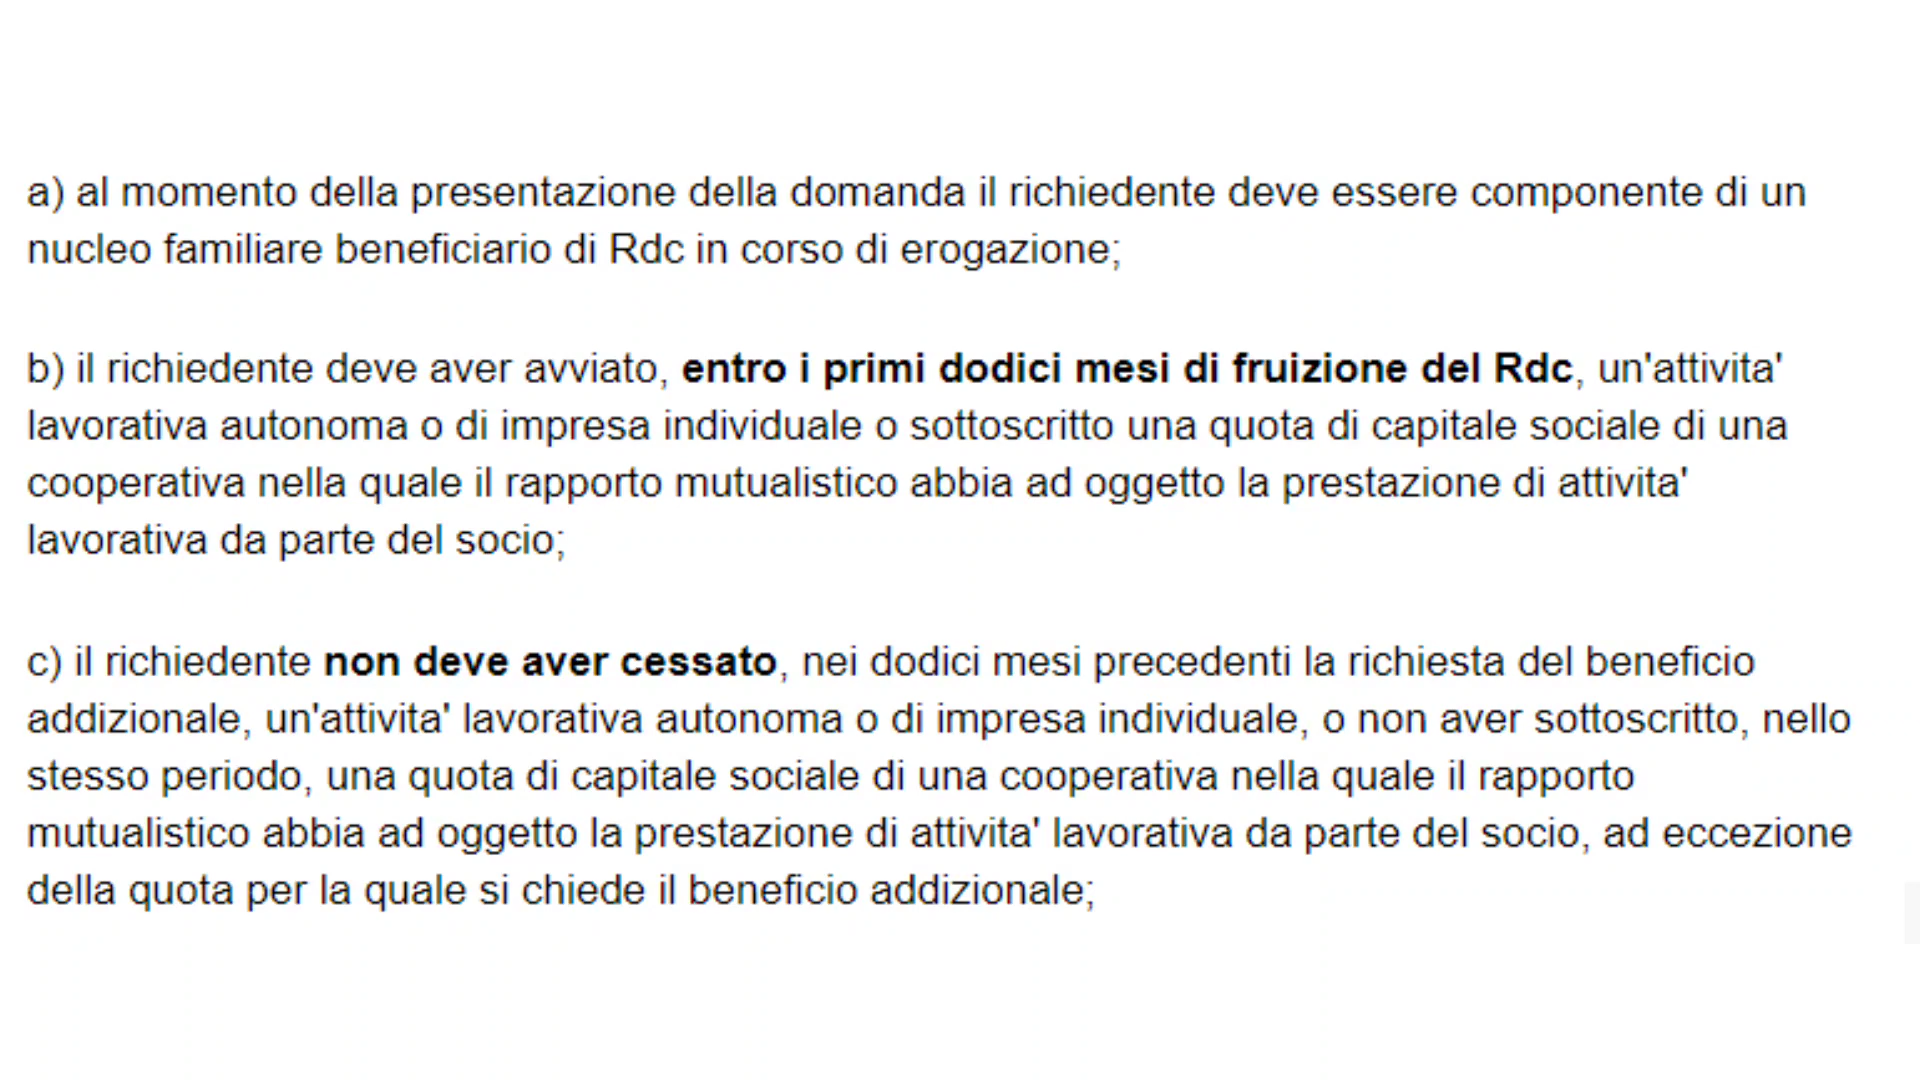 a) al momento della presentazione della domanda il richiedente deve essere componente di un
nucleo familiare beneficiario di Rdc in corso di erogazione;
b) il richiedente deve aver avviato, entro i primi dodici mesi di fruizione del Rdc, un'attivita'
lavorativa autonoma o di impresa individuale o sottoscritto una quota di capitale sociale di una
cooperativa nella quale il rapporto mutualistico abbia ad oggetto la prestazione di attivita'
lavorativa da parte del socio;
c) il richiedente non deve aver cessato, nei dodici mesi precedenti la richiesta del beneficio
addizionale, un'attivita' lavorativa autonoma o di impresa individuale, o non aver sottoscritto, nello
stesso periodo, una quota di capitale sociale di una cooperativa nella quale il rapporto
mutualistico abbia ad oggetto la prestazione di attivita' lavorativa da parte del socio, ad eccezione
della quota per la quale si chiede il beneficio addizionale;